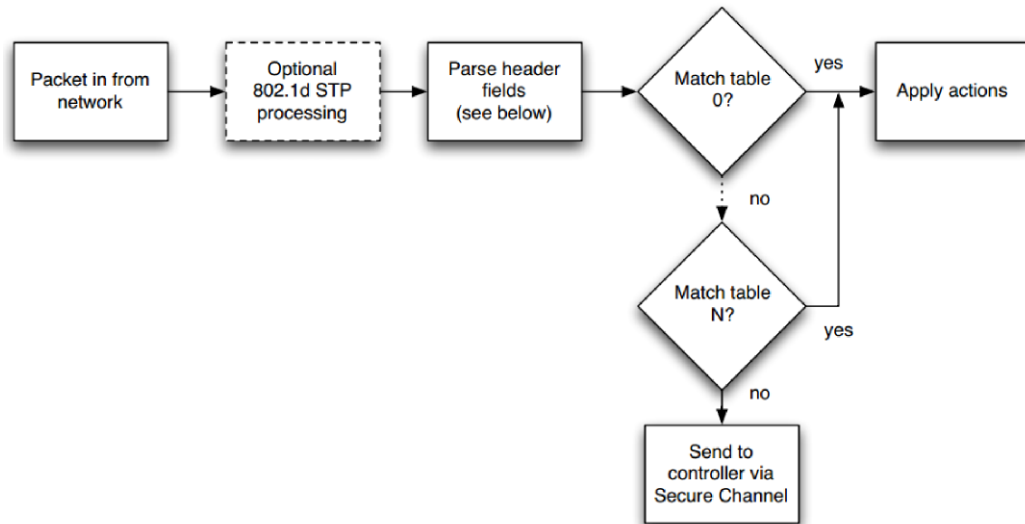 Packet in from
network
Optional
802.1d STP
processing
Parse header
fields
(see below)
Match table
0?
yes
Apply actions
no
Match table
N?
yes
no
Send to
controller via
Secure Channel